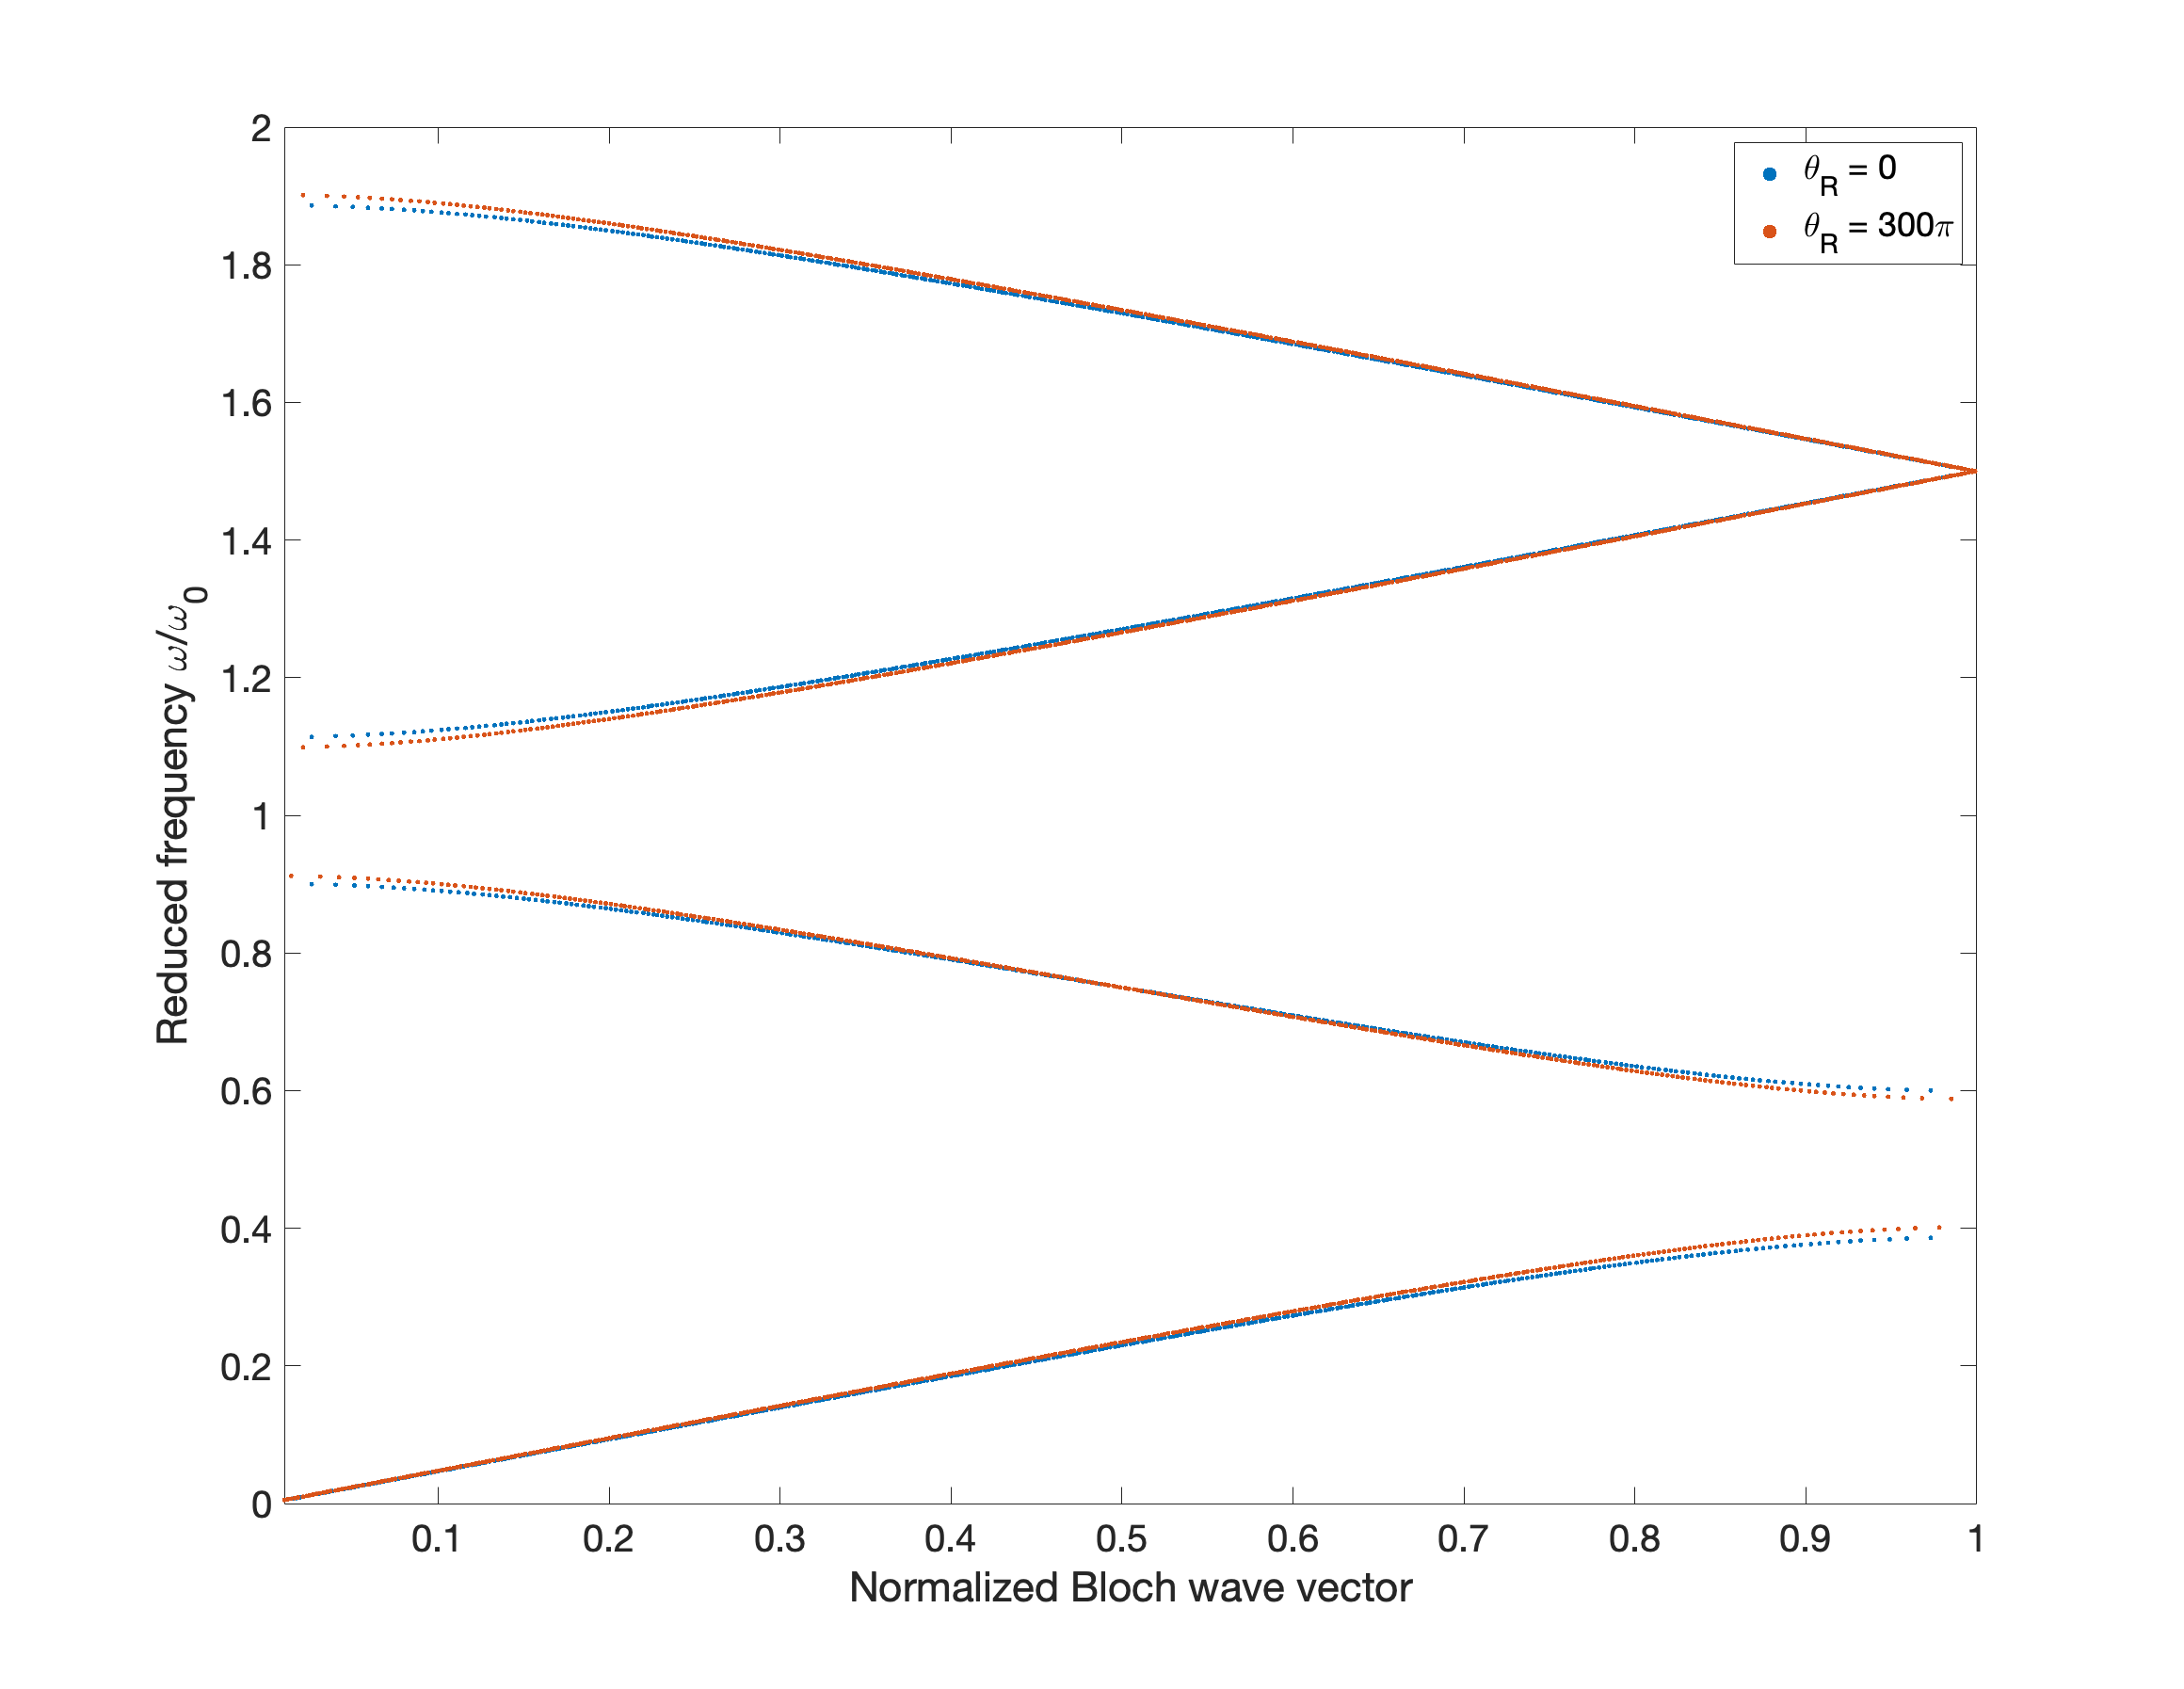 2
1.8
1.6
1.4
1.2
1
0.8
0.6
0.4
0.2
0
Reduced frequency ω/ω0
θR = 0
θR = 300π
0.1 0.2 0.3 0.4 0.5 0.6 0.7 0.8 0.9 1
Normalized Bloch wave vector